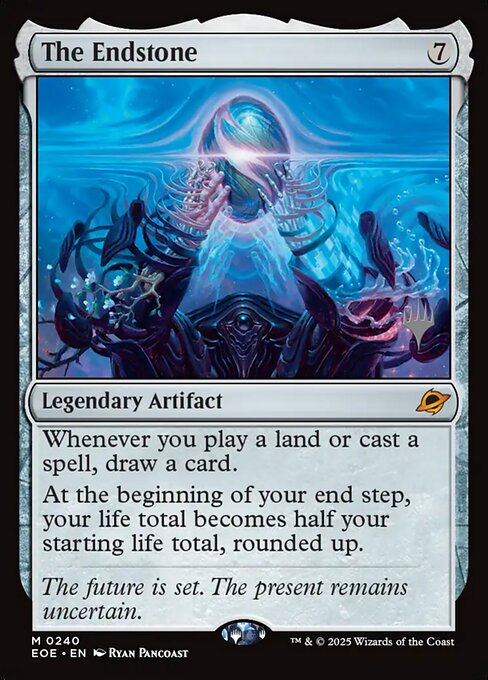 The Endstone 7
Legendary Artifact
Whenever you play a land or cast a
spell, draw a card.
At the beginning of your end step,
your life total becomes half your
starting life total, rounded up.
The future is set. The present remains
uncertain.
M 0240
EOE • EN Ryan Pancoast
™ & © 2025 Wizards of the Coast